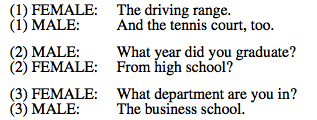 (1) FEMALE: The driving range.
(1) MALE: And the tennis court, too.
(2) MALE: What year did you graduate?
(2) FEMALE: From high school?
(3) FEMALE: What department are you in?
(3) MALE: The business school.